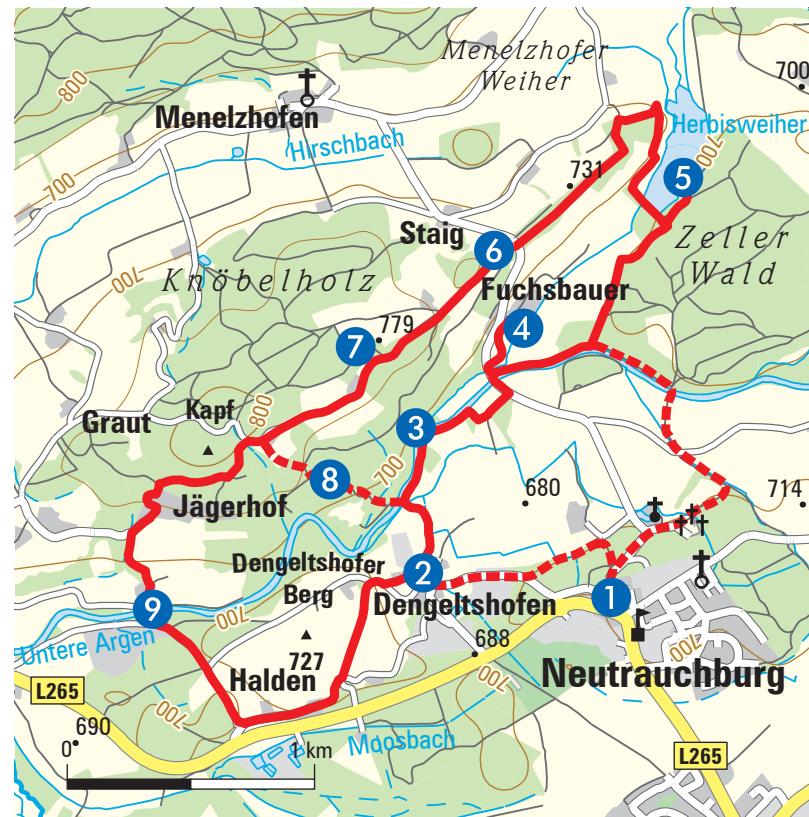 Menelzhofer
Weiher
800
700
Menelzhofen
Herbisweiher
Hirschbach
700
5
731
700
Staig
6
Zeller
Wald
Knöbelholz
700
Fuchsbauer
4
779
7
Kapf
800
Graut
3
700
8
680
714
Jägerhof
Dengeltshofer
Berg
2
Dengeltshofen
1
9
700
Untere Argen
688
700
727
Halden
Neutrauchburg
700
L265
700
690
Moosbach
L265
0
1 km